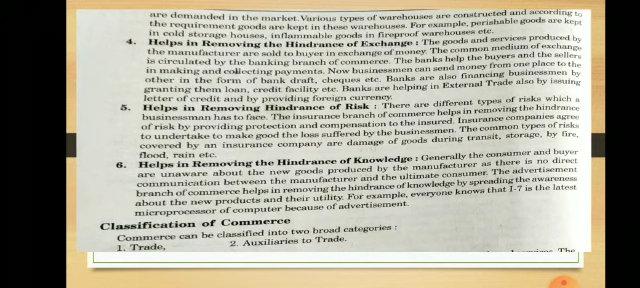 are demanded in the market. Various types of warehouses are constructed and according to
the requirement goods are kept in these warehouses. For example, perishable goods are kept
in cold storage houses, inflammable goods in fireproof warehouses etc.
4. Helps in Removing the Hindrance of Exchange : The goods and services produced by
the manufacturer are sold to buyer in exchange of money. The common medium of exchange
is circulated by the banking branch of commerce. The banks help the buyers and the sellers
in making and collecting payments. Now businessmen can send money from one place to the
other in the form of bank draft, cheques etc. Banks are also financing businessmen by
granting them loan, credit facility etc. Banks are helping in External Trade also by issuing
letter of credit and by providing foreign currency.
5. Helps in Removing Hindrance of Risk : There are different types of risks which a
businessman has to face. The insurance branch of commerce helps in removing the hindrance
of risk by providing protection and compensation to the insured. Insurance companies agree
to undertake to make good the loss suffered by the businessmen. The common types of risks
covered by an insurance company are damage of goods during transit, storage, by fire,
flood, rain etc.
6. Helps in Removing the Hindrance of Knowledge : Generally the consumer and buyer
are unaware about the new goods produced by the manufacturer as there is no direct
communication between the manufacturer and the ultimate consumer. The advertisement
branch of commerce helps in removing the hindrance of knowledge by spreading the awareness
about the new products and their utility. For example, everyone knows that I-7 is the latest
microprocessor of computer because of advertisement.
Classification of Commerce
Commerce can be classified into two broad categories :
1. Trade, 2. Auxiliaries to Trade.
The